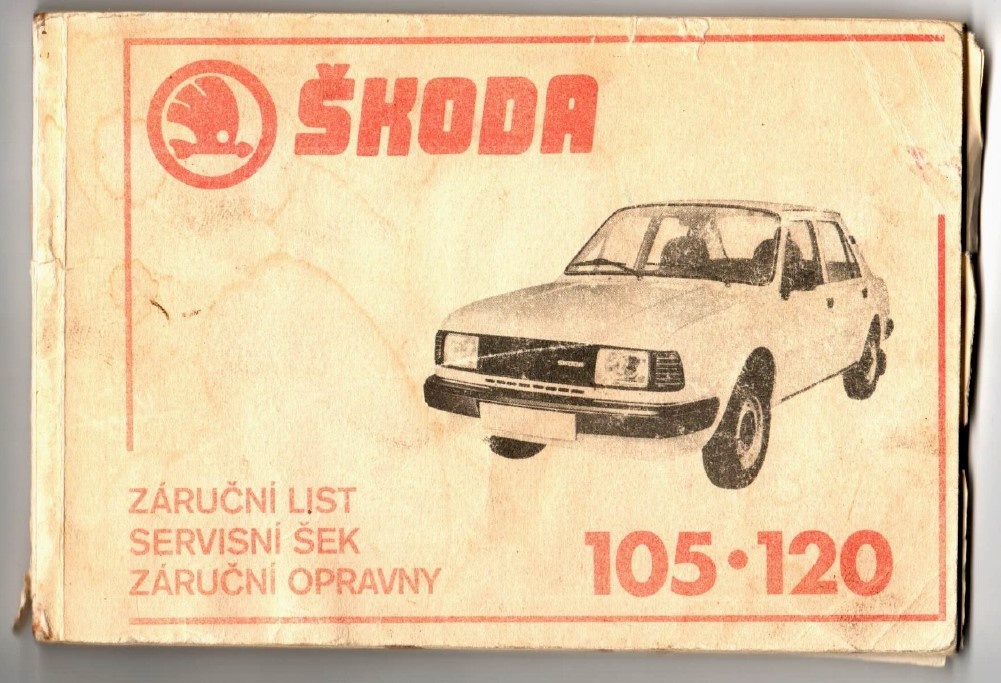 ŠKODA
ZÁRUČNÍ LIST
SERVISNÍ ŠEK
ZÁRUČNÍ OPRAVNY
105·120